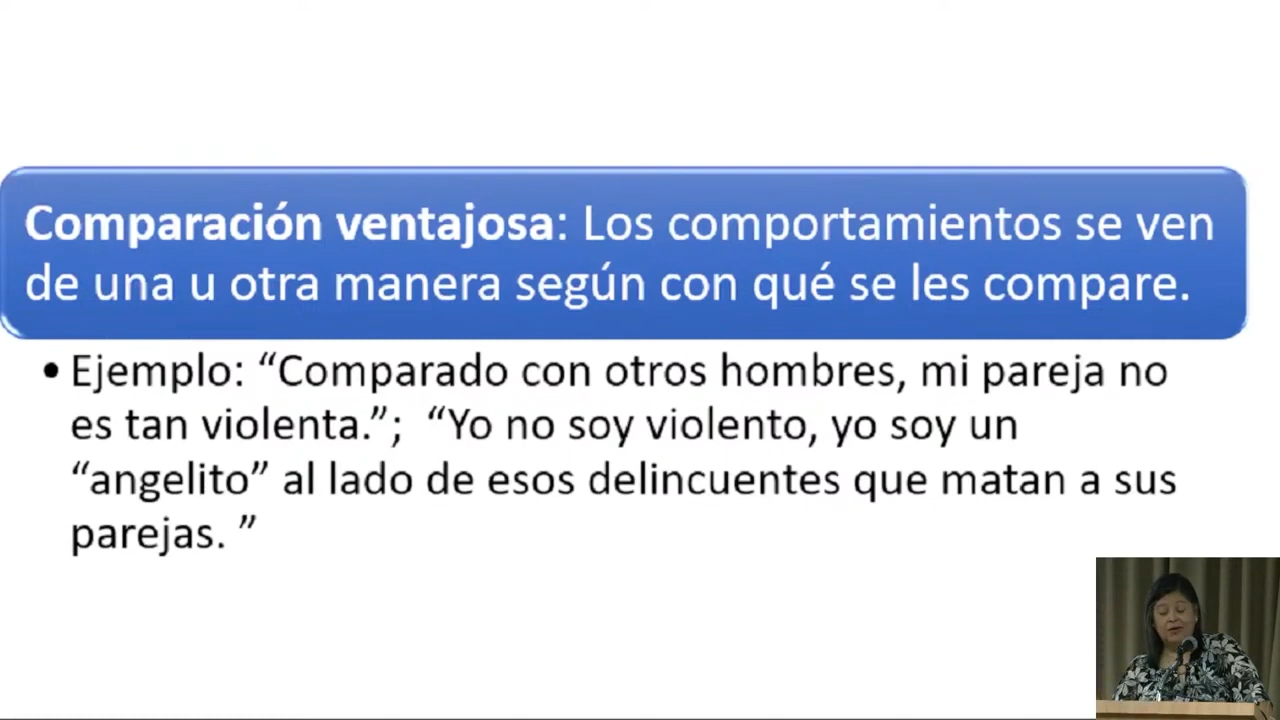 Comparación ventajosa: Los comportamientos se ven
de una u otra manera según con qué se les compare.
• Ejemplo: “Comparado con otros hombres, mi pareja no
es tan violenta.”; “Yo no soy violento, yo soy un
“angelito” al lado de esos delincuentes que matan a sus
parejas. ”